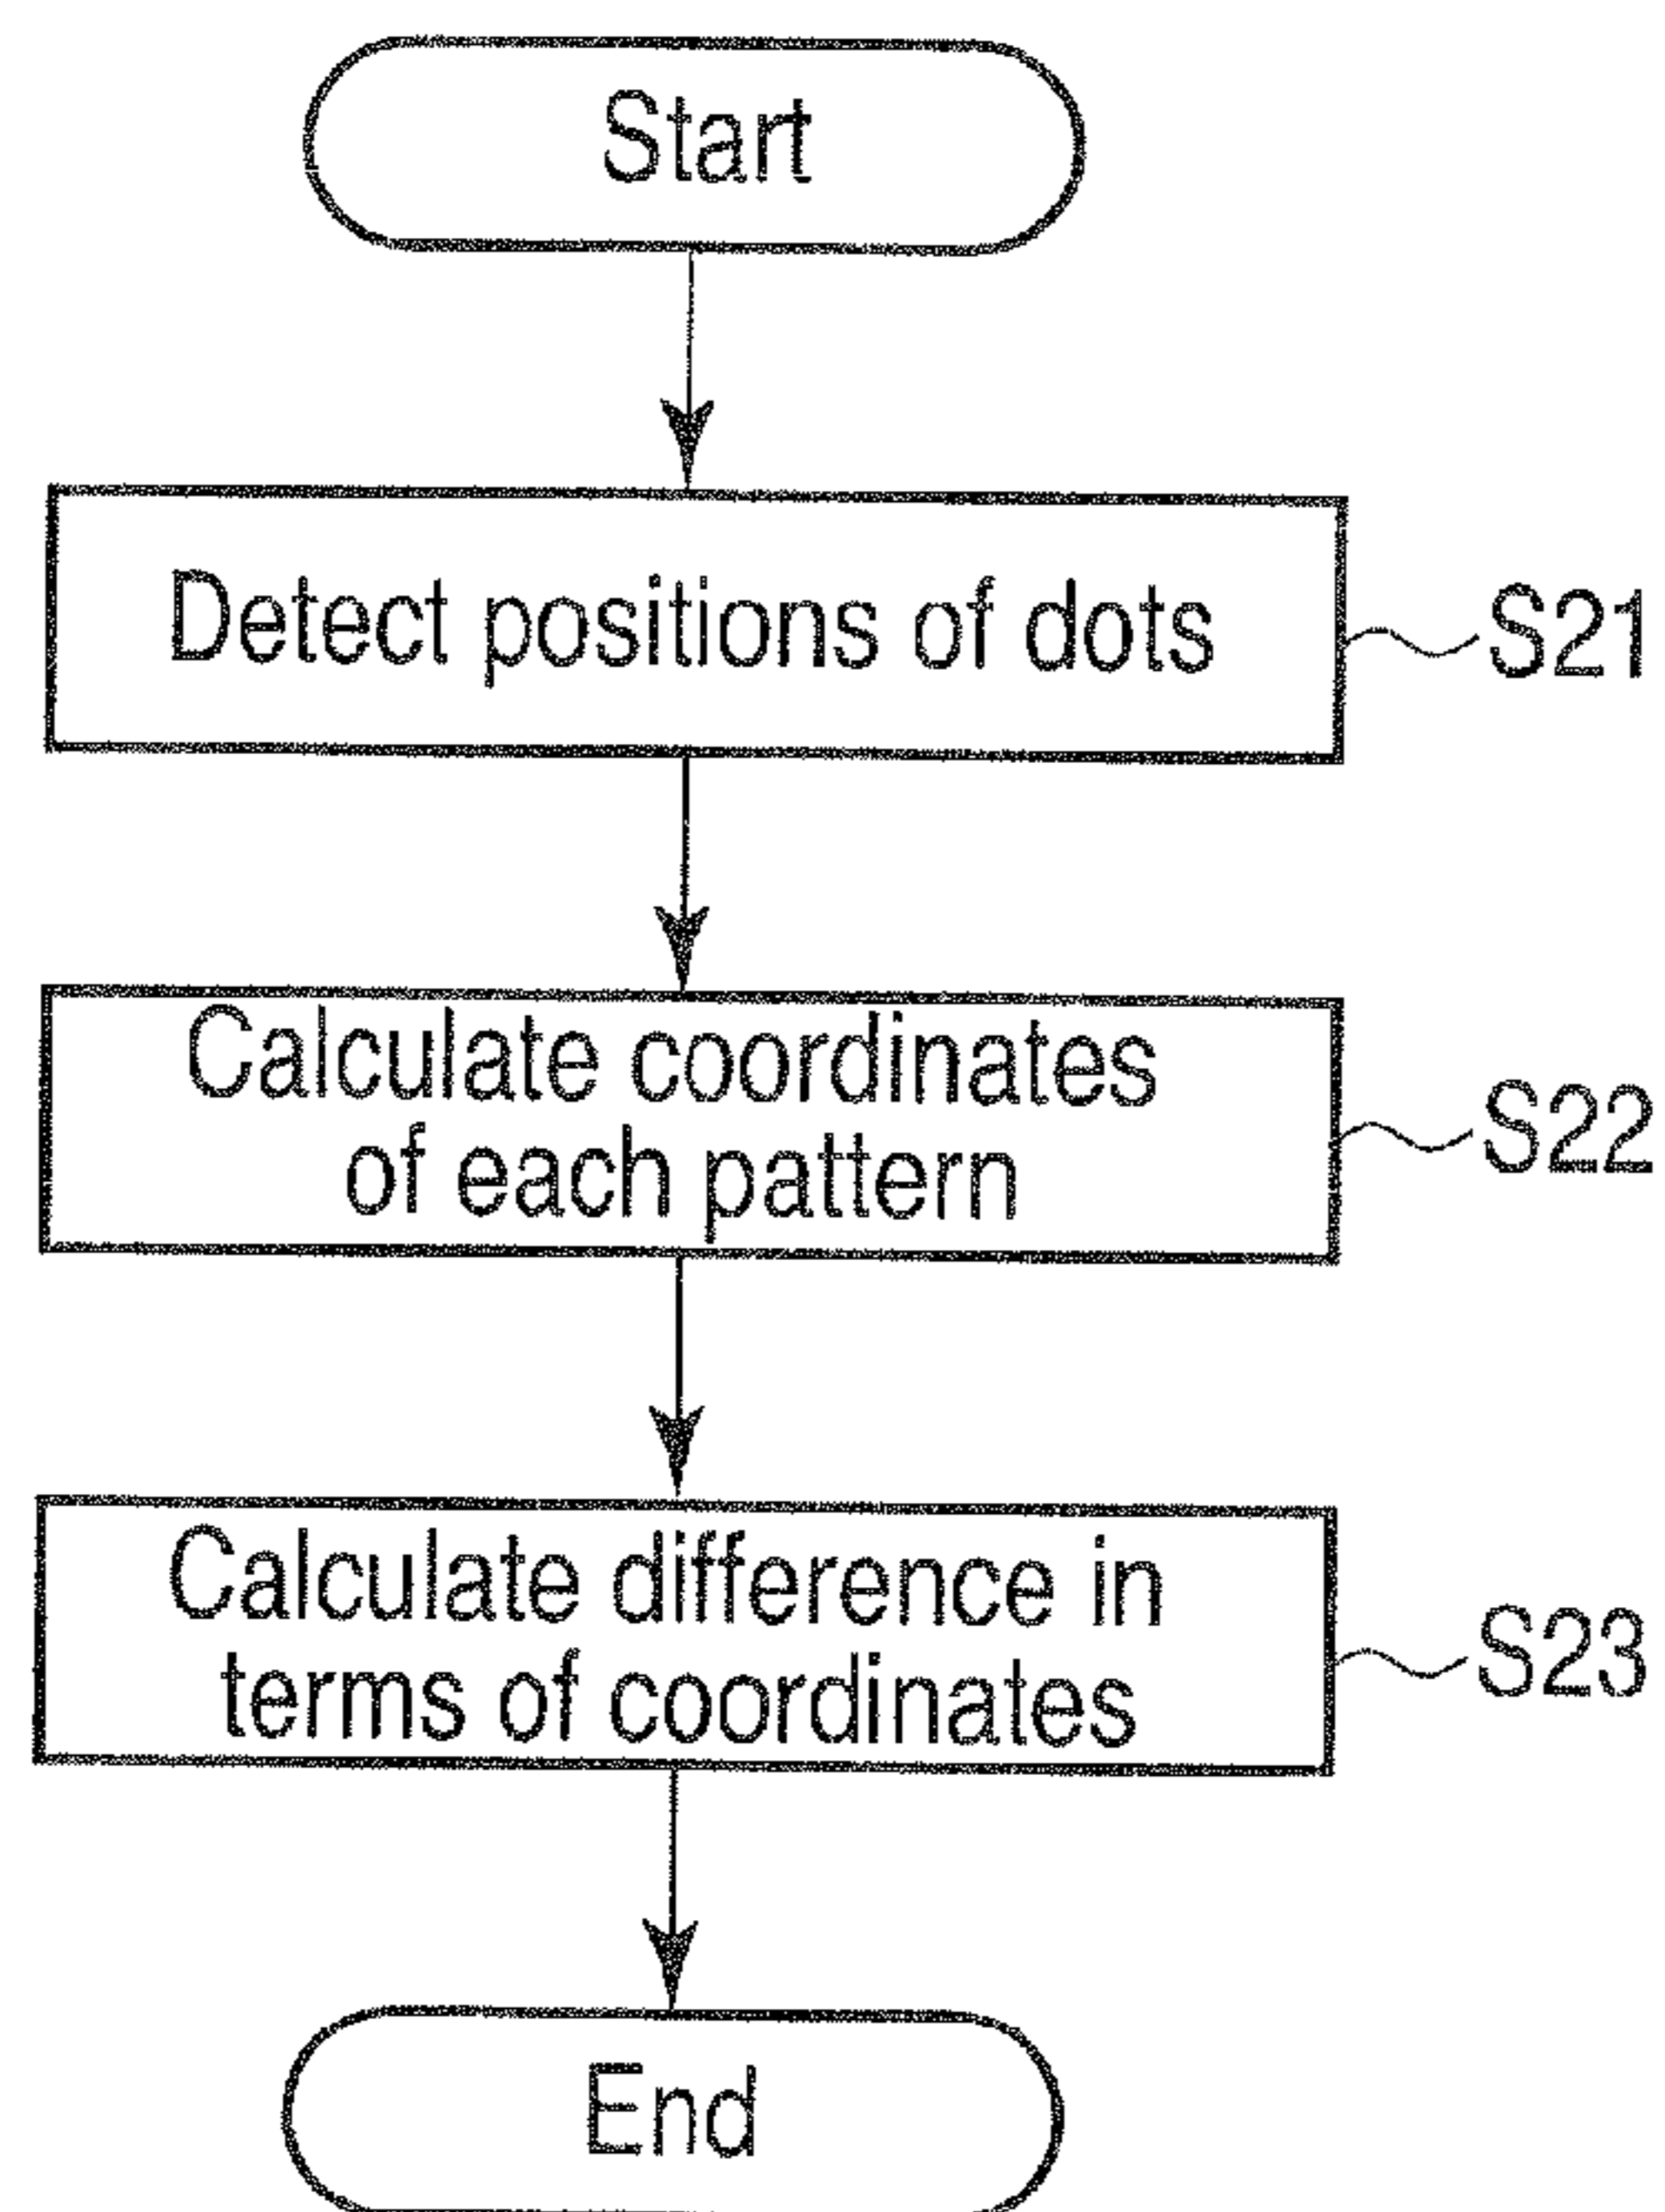 Start
Detect positions of dots
S21
Calculate coordinates
of each pattern
S22
Calculate difference in
terms of coordinates
S23
End